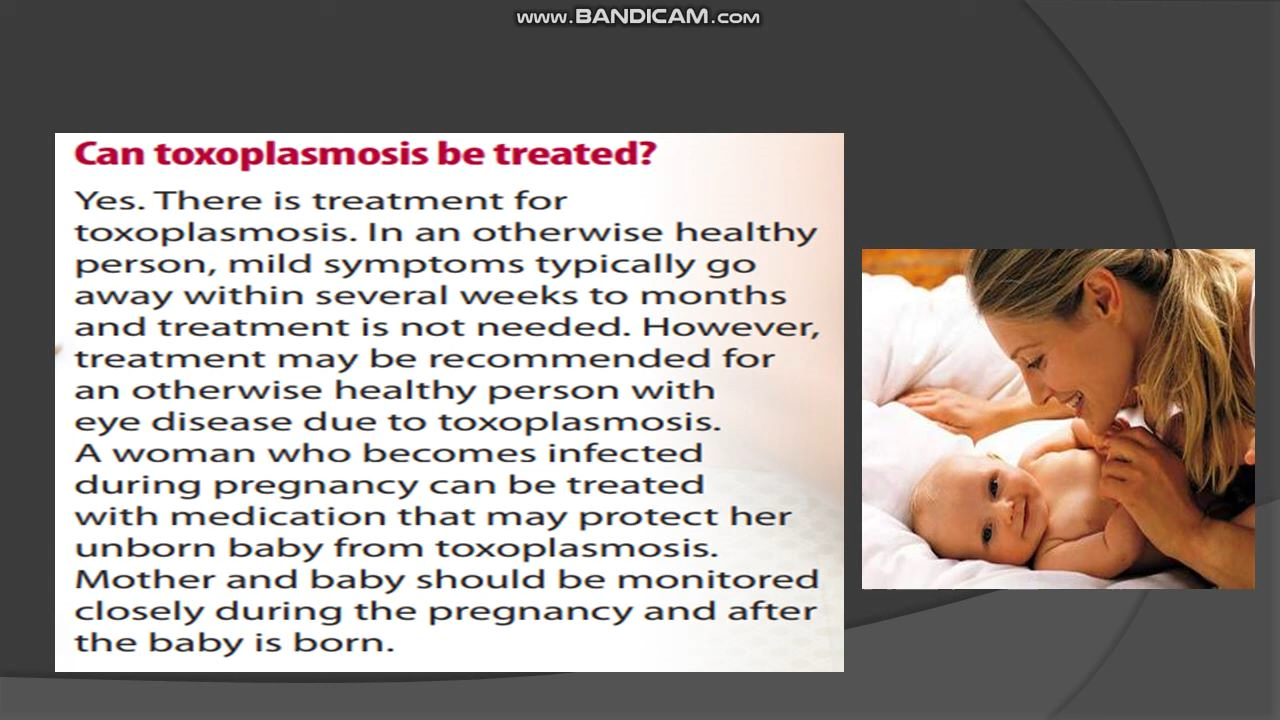 www.BANDICAM.com
Can toxoplasmosis be treated?
Yes. There is treatment for
toxoplasmosis. In an otherwise healthy
person, mild symptoms typically go
away within several weeks to months
and treatment is not needed. However,
treatment may be recommended for
an otherwise healthy person with
eye disease due to toxoplasmosis.
A woman who becomes infected
during pregnancy can be treated
with medication that may protect her
unborn baby from toxoplasmosis.
Mother and baby should be monitored
closely during the pregnancy and after
the baby is born.